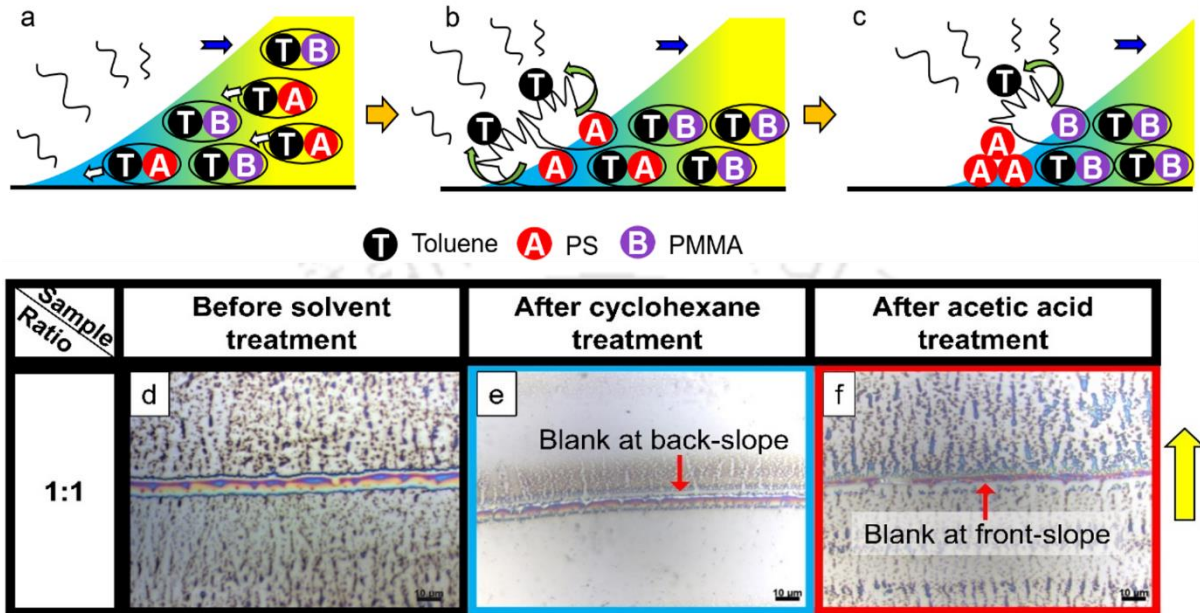 a
b
c
T B
T A
T B
T A
T A
T B
T
T
A
T B
T B
A
T A
T B
T
A
A A
B
T B
T B
T B
T Toluene A PS B PMMA
Sample
Ratio
Before solvent
treatment
After cyclohexane
treatment
After acetic acid
treatment
1:1
d
10 μm
e
Blank at back-slope
10 μm
f
Blank at front-slope
10 μm